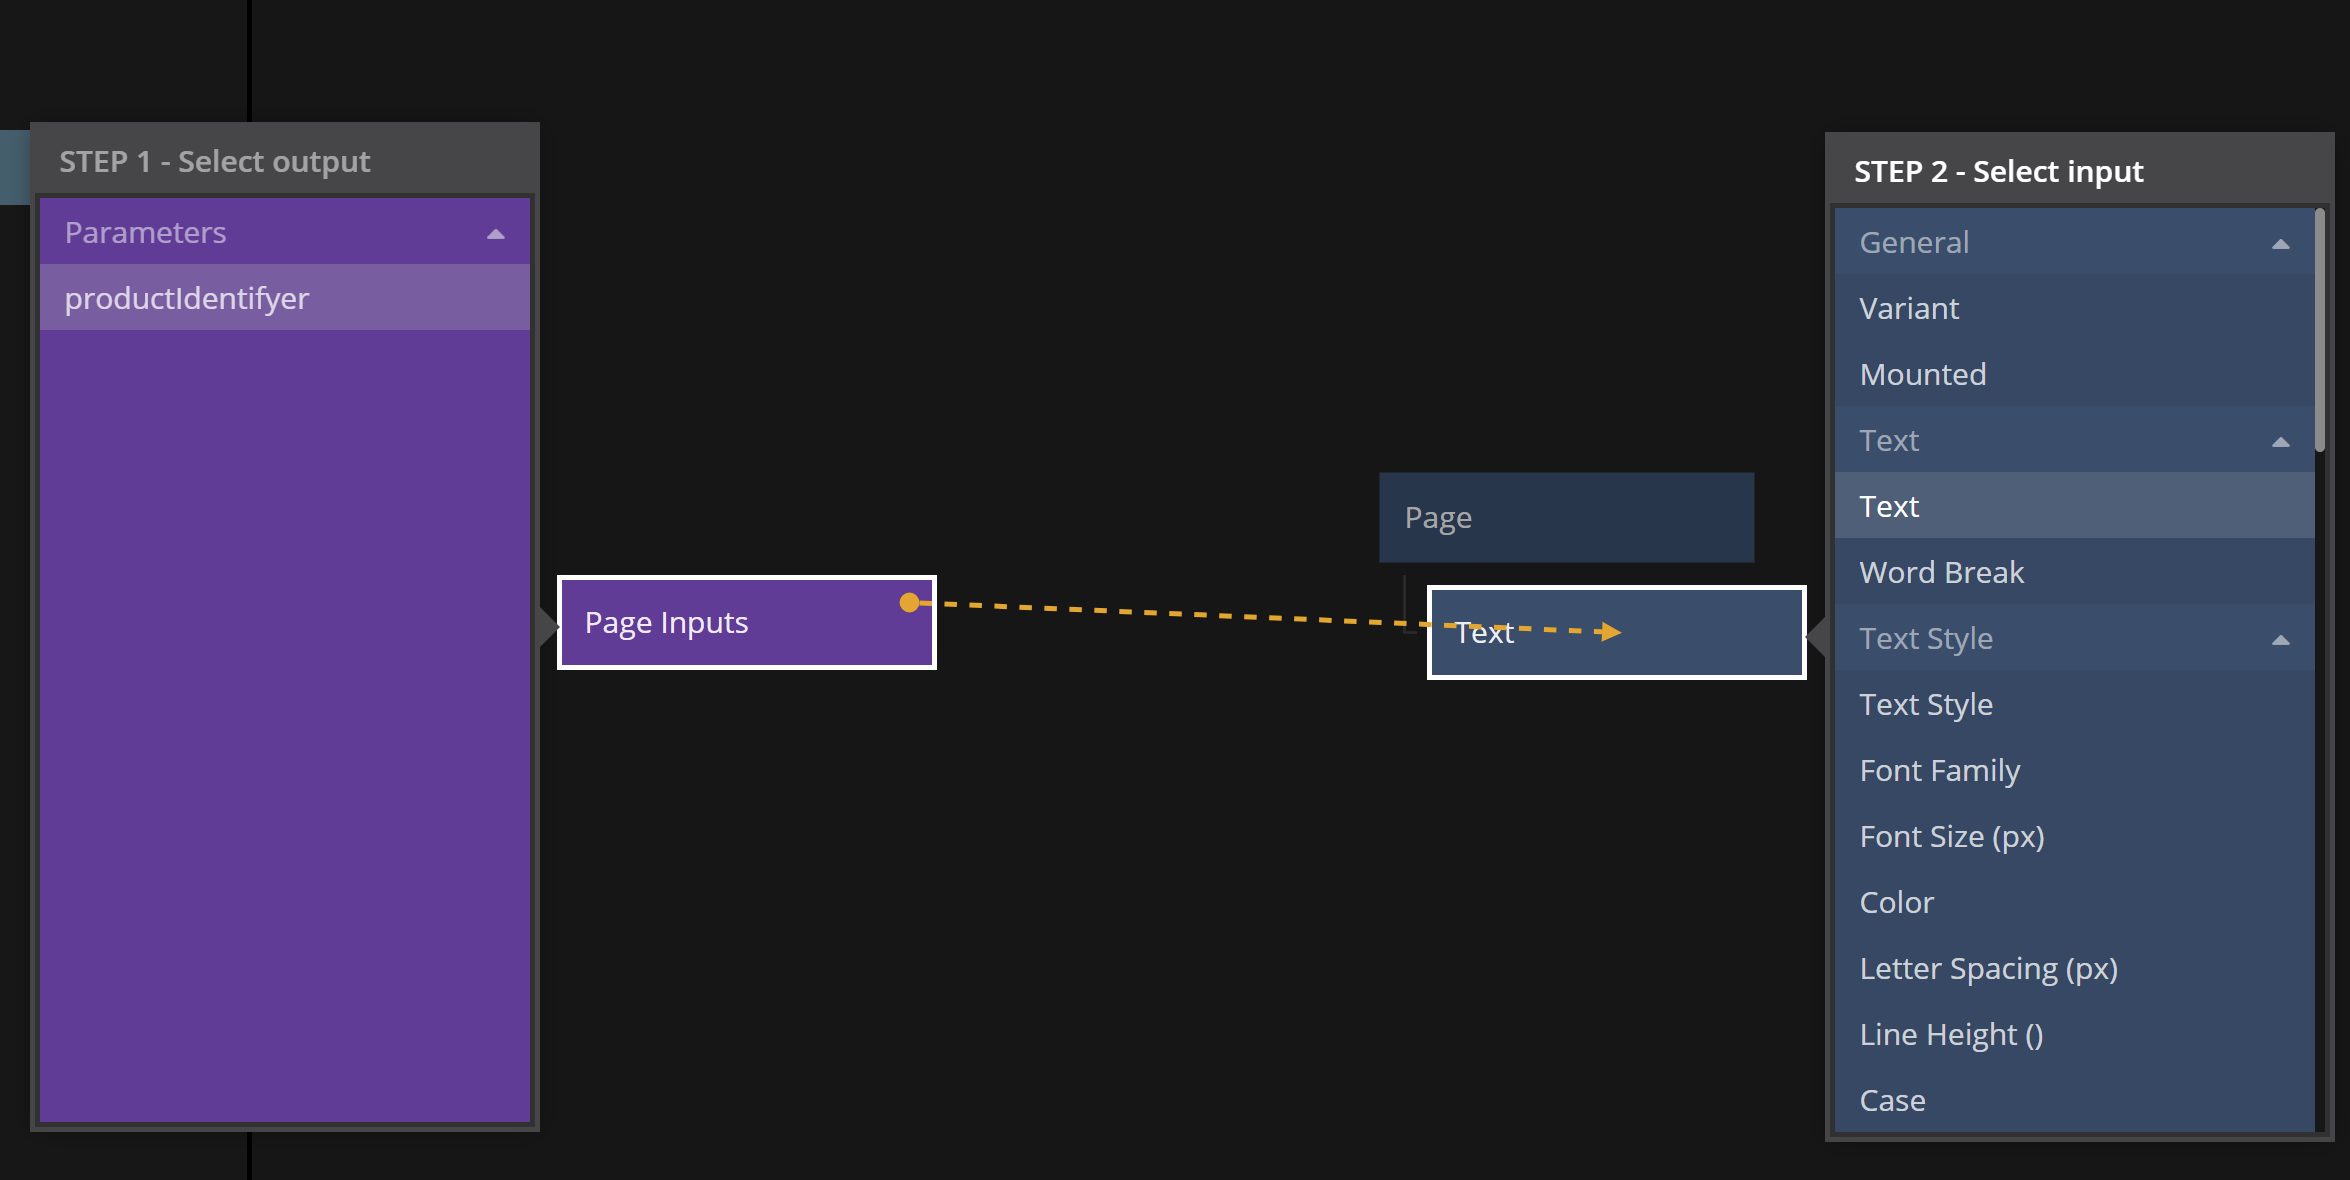 STEP 1 - Select output
Parameters
productIdentifyer
Page Inputs
Page
Text
STEP 2 - Select input
General
Variant
Mounted
Text
Text
Word Break
Text Style
Text Style
Font Family
Font Size (px)
Color
Letter Spacing (px)
Line Height ()
Case